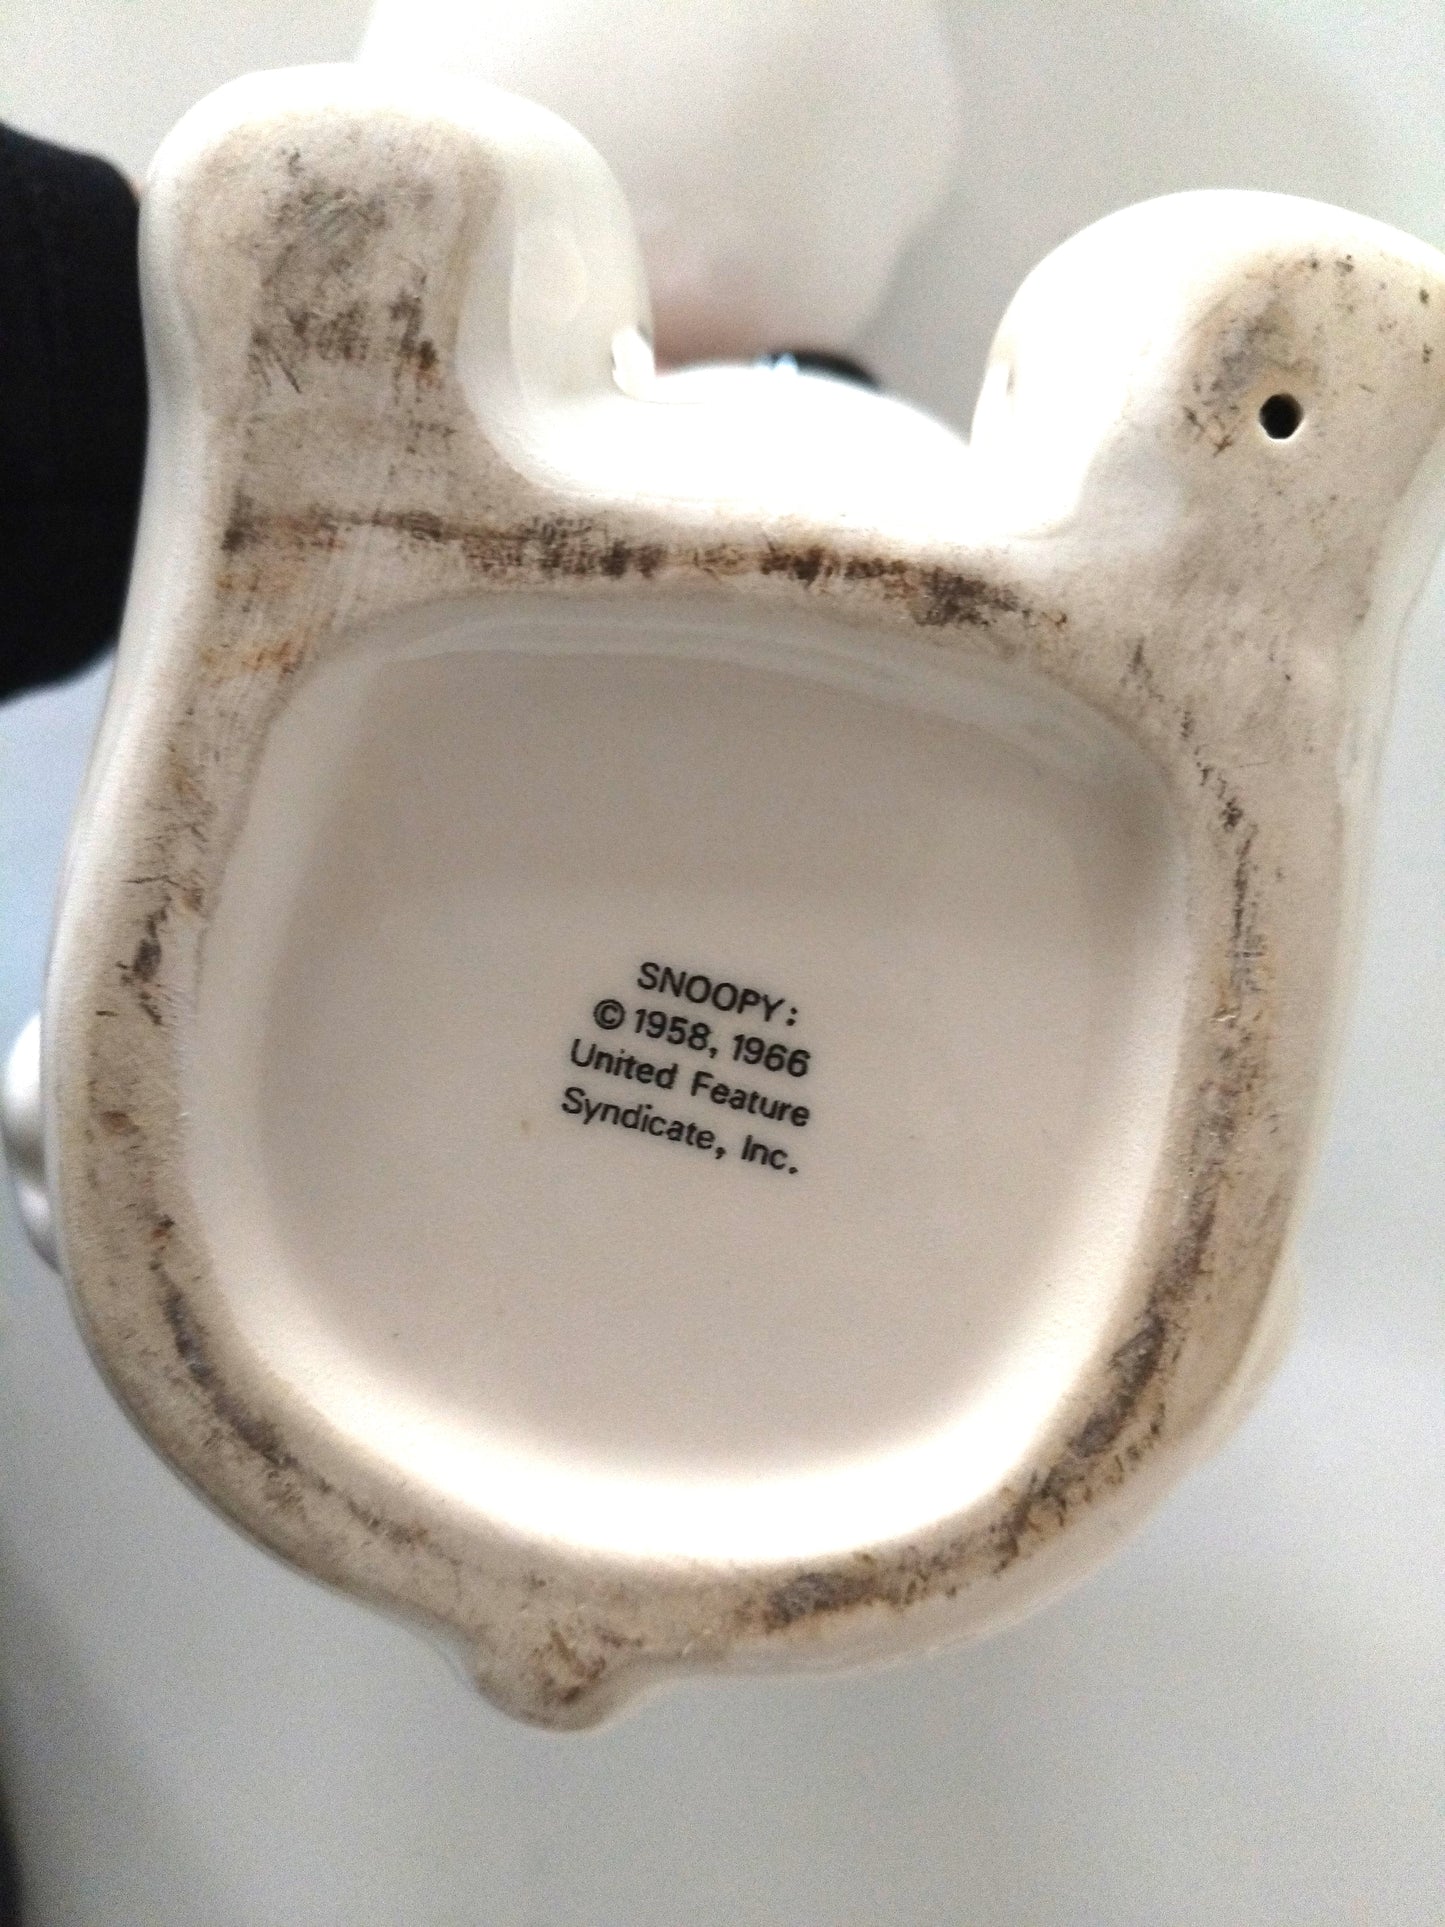 SNOOPY:
© 1958, 1966
United Feature
Syndicate, Inc.